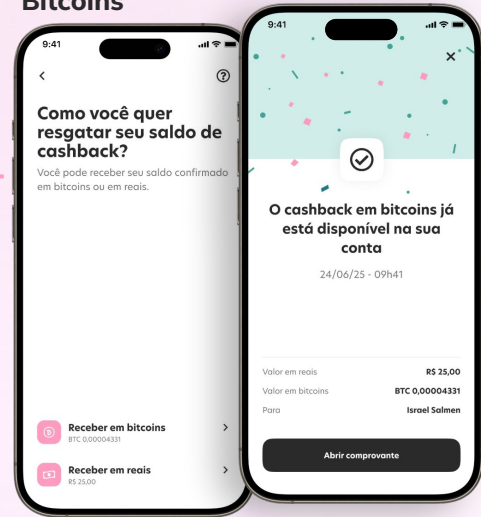 Bitcoins
9:41
Como você quer
resgatar seu saldo de
cashback?
Você pode receber seu saldo confirmado
em bitcoins ou em reais.
Receber em bitcoins
BTC 0,00004331
Receber em reais
R$ 25,00
9:41
O cashback em bitcoins já
está disponível na sua
conta
24/06/25 - 09h41
Valor em reais R$ 25,00
Valor em bitcoins BTC 0,00004331
Para Israel Salmen
Abrir comprovante